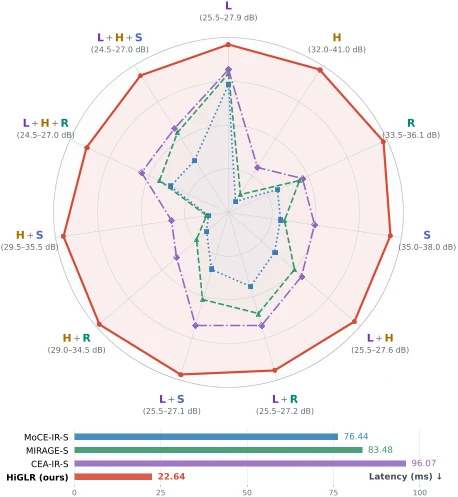 L
(25.5–27.9 dB)
L+H+S
(24.5–27.0 dB)
H
(32.0–41.0 dB)
L+H+R
(24.5–27.0 dB)
R
(33.5–36.1 dB)
H+S
(29.5–35.5 dB)
S
(35.0–38.0 dB)
H+R
(29.0–34.5 dB)
L+H
(25.5–27.6 dB)
L+S
(25.5–27.1 dB)
L+R
(25.5–27.2 dB)
MoCE-IR-S 76.44
MIRAGE-S 83.48
CEA-IR-S 96.07
HiGLR (ours) 22.64 Latency (ms) ↓
0 25 50 75 100